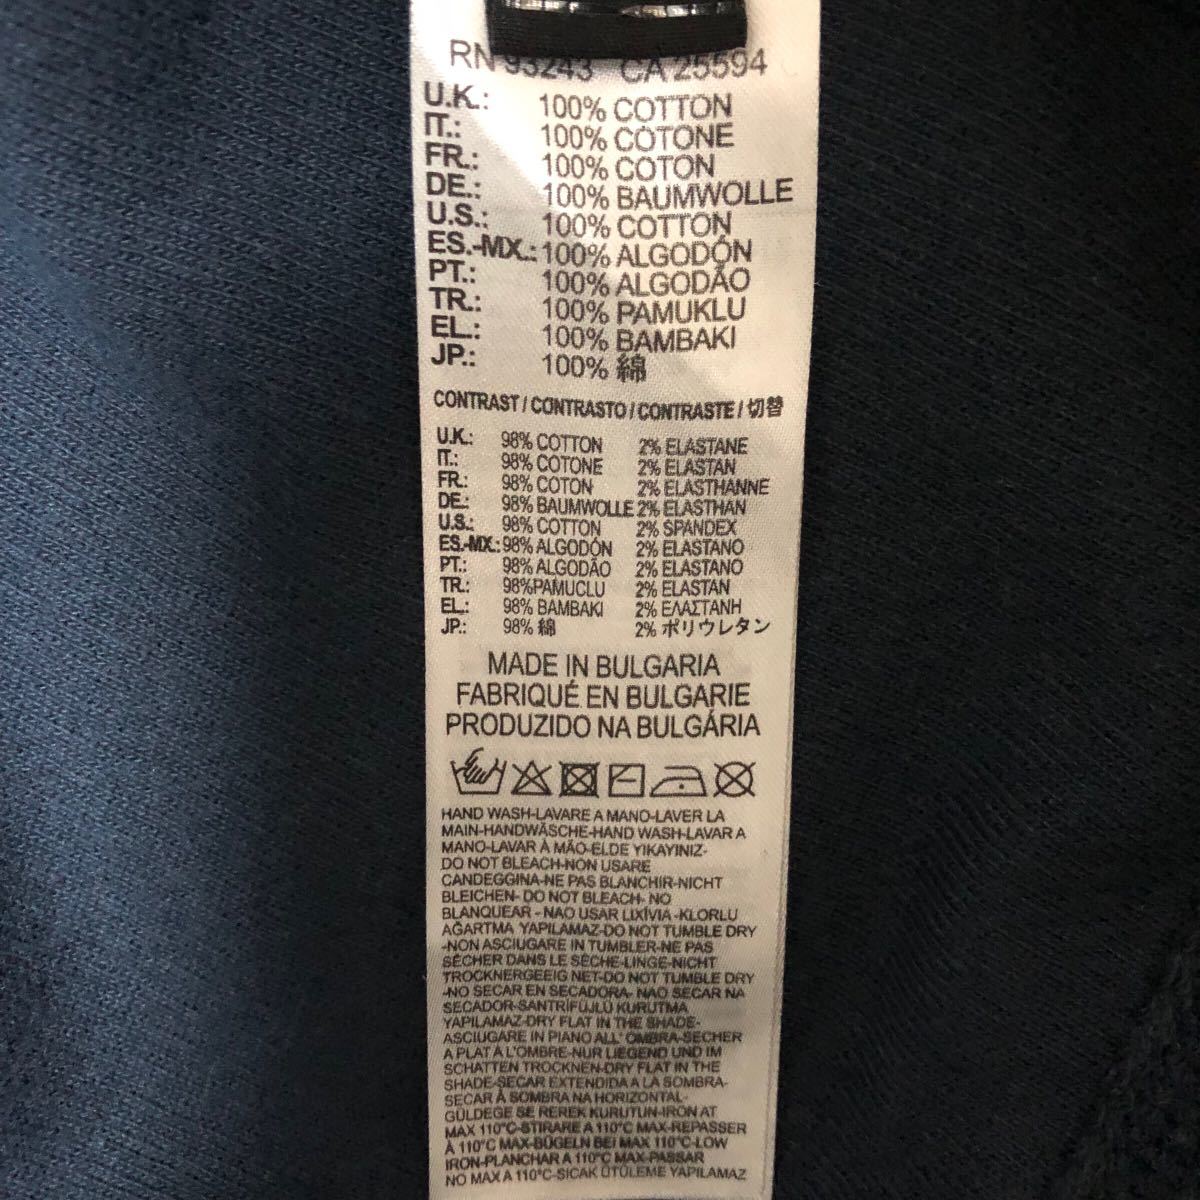 RN 93243 CA 25594
U.K.: 100% COTTON
IT.: 100% COTONE
FR.: 100% COTON
DE.: 100% BAUMWOLLE
U.S.: 100% COTTON
ES.-MX.: 100% ALGODÓN
PT.: 100% ALGODÃO
TR.: 100% PAMUKLU
EL.: 100% BAMBAKI
JP.: 100% 綿
CONTRAST / CONTRASTO / CONTRASTE / 切替
U.K.: 98% COTTON 2% ELASTANE
IT.: 98% COTONE 2% ELASTAN
FR.: 98% COTON 2% ELASTHANNE
DE.: 98% BAUMWOLLE 2% ELASTHAN
U.S.: 98% COTTON 2% SPANDEX
ES.-MX.: 98% ALGODÓN 2% ELASTANO
PT.: 98% ALGODÃO 2% ELASTANO
TR.: 98%PAMUCLU 2% ELASTAN
EL.: 98% BAMBAKI 2% ΕΛΑΣΤΑΝΗ
JP.: 98% 綿 2% ポリウレタン
MADE IN BULGARIA
FABRIQUÉ EN BULGARIE
PRODUZIDO NA BULGÁRIA
HAND WASH-LAVARE A MANO-LAVER LA
MAIN-HANDWÄSCHE-HAND WASH-LAVAR A
MANO-LAVAR À MÃO-ELDE YIKAYINIZ-
DO NOT BLEACH-NON USARE
CANDEGGINA-NE PAS BLANCHIR-NICHT
BLEICHEN- DO NOT BLEACH- NO
BLANQUEAR - NAO USAR LIXÍVIA -KLORLU
AĞARTMA YAPILAMAZ-DO NOT TUMBLE DRY
-NON ASCIUGARE IN TUMBLER-NE PAS
SÉCHER DANS LE SÈCHE-LINGE-NICHT
TROCKNERGEEIG NET-DO NOT TUMBLE DRY
-NO SECAR EN SECADORA- NAO SECAR NA
SECADOR-SANTRİFÜJLÜ KURUTMA
YAPILAMAZ-DRY FLAT IN THE SHADE-
ASCIUGARE IN PIANO ALL' OMBRA-SÉCHER
A PLAT À L'OMBRE-NUR LIEGEND UND IM
SCHATTEN TROCKNEN-DRY FLAT IN THE
SHADE-SECAR EXTENDIDA A LA SOMBRA-
SECAR À SOMBRA NA HORIZONTAL-
GÜLDEGE SE REREK KURUTUN-IRON AT
MAX 110°C-STIRARE A 110°C MAX-REPASSER
À 110°C MAX-BÜGELN BEI MAX 110°C-LOW
IRON-PLANCHAR A 110°C MAX-PASSAR
NO MAX A 110°C-SICAK ÜTÜLEME YAPILAMAZ